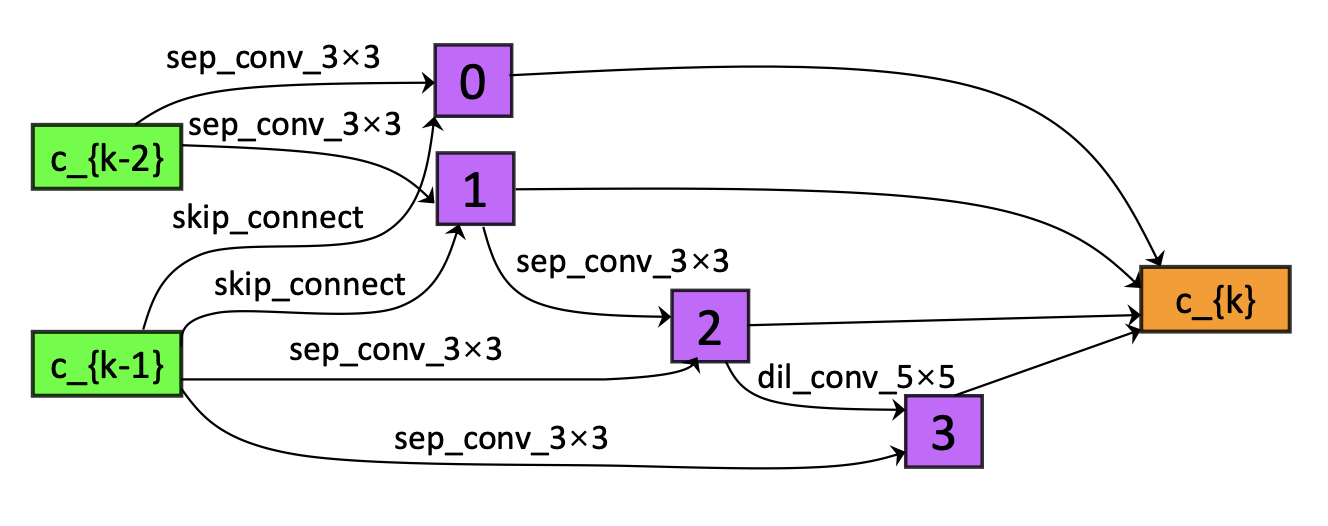 sep_conv_3×3
0
sep_conv_3×3
c_{k-2}
1
skip_connect
sep_conv_3×3
skip_connect
c_{k}
2
sep_conv_3×3
c_{k-1}
dil_conv_5×5
3
sep_conv_3×3